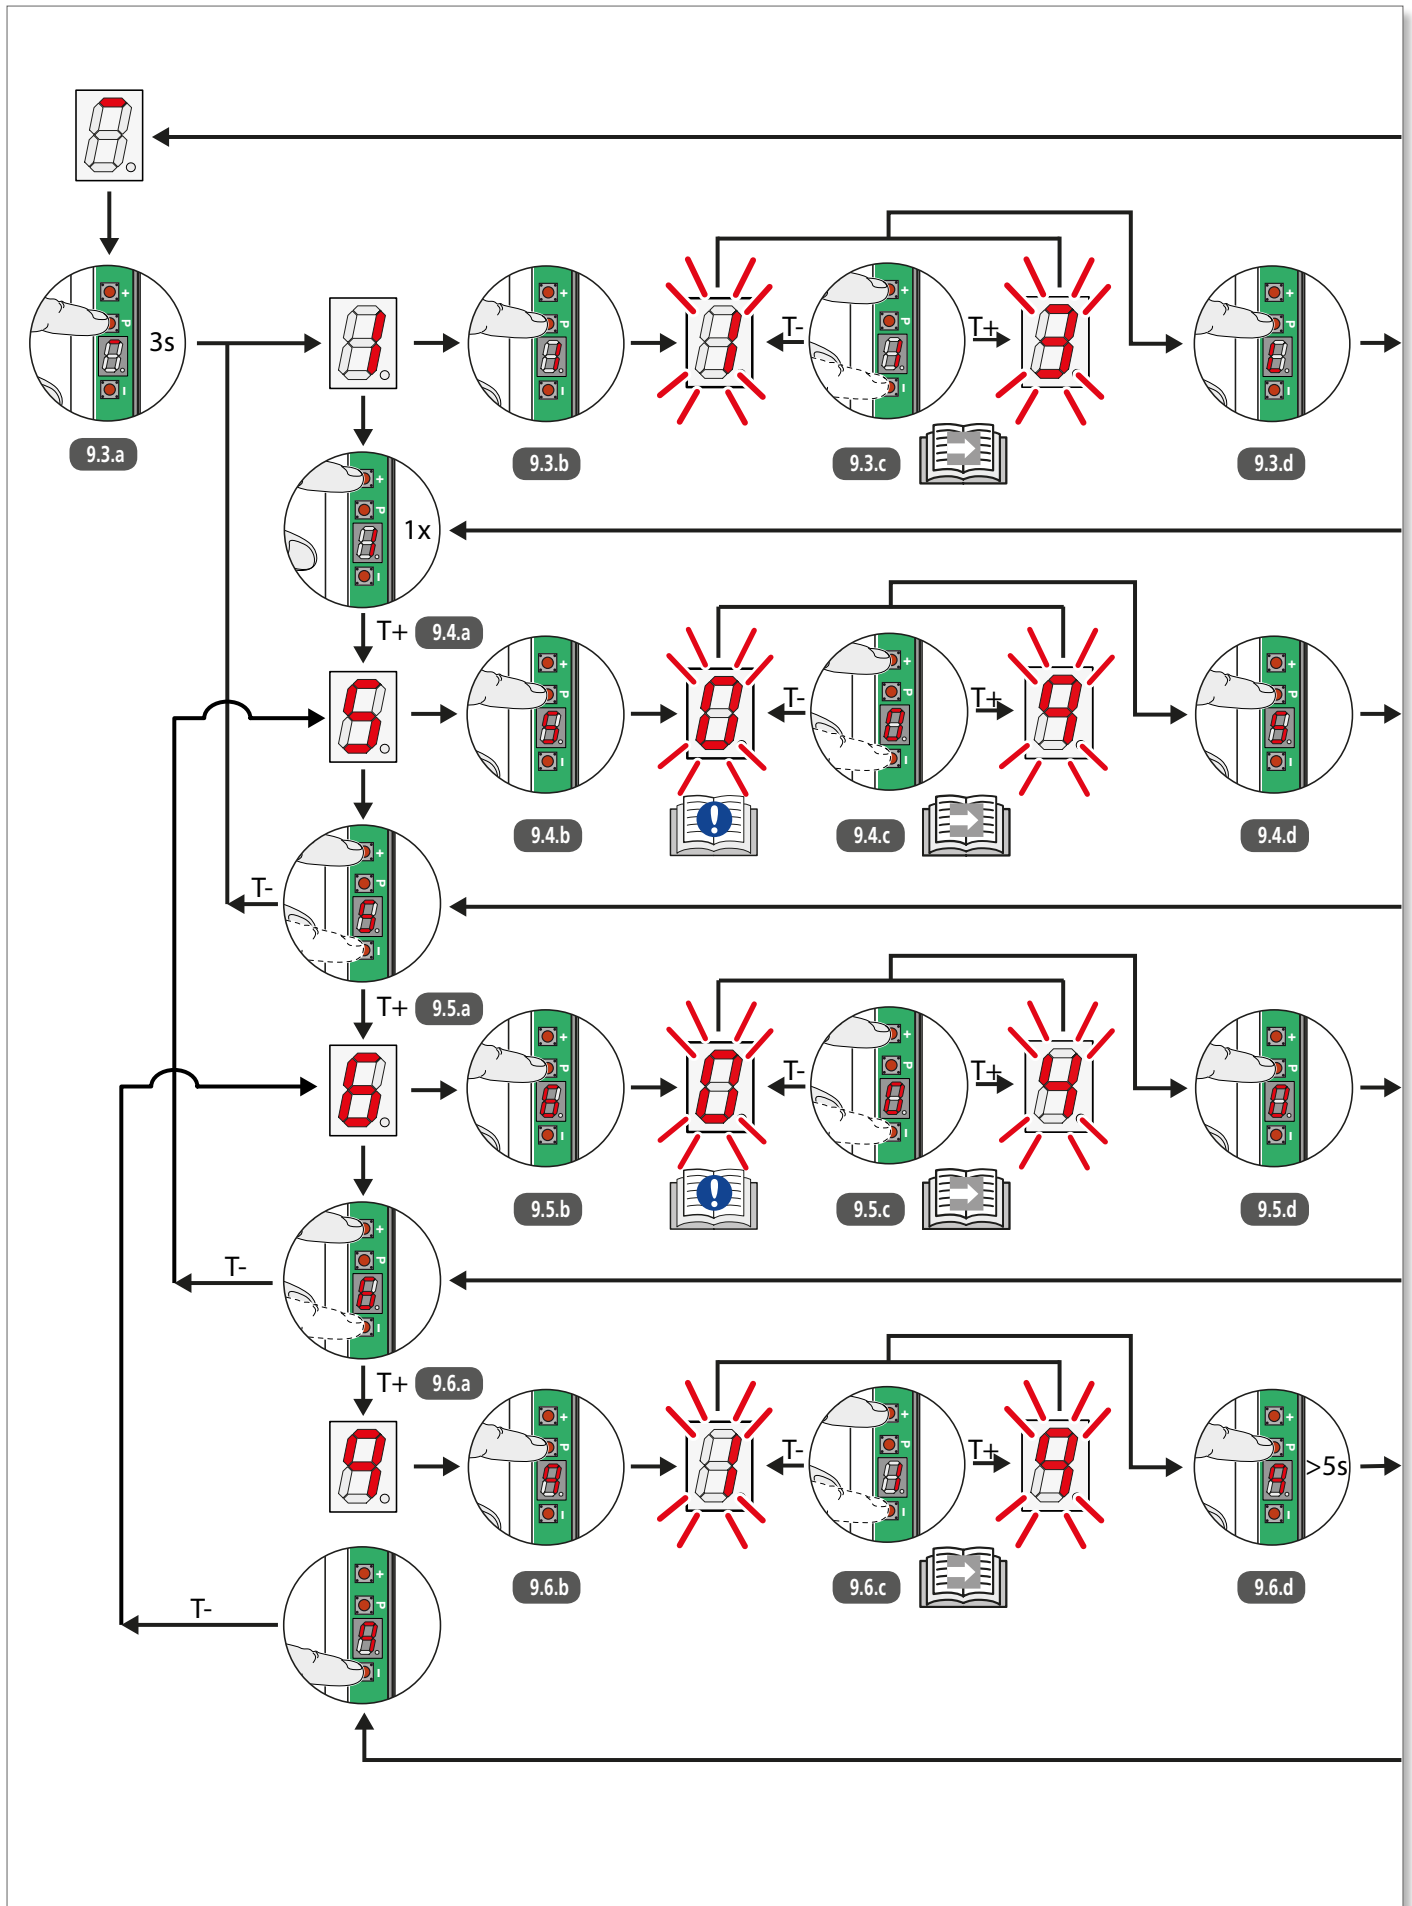 3s
9.3.a
9.3.b
T-
T+
9.3.c
9.3.d
1x
T+ 9.4.a
9.4.b
T-
T+
9.4.c
9.4.d
T-
T+ 9.5.a
9.5.b
T-
T+
9.5.c
9.5.d
T-
T+ 9.6.a
9.6.b
T-
T+
9.6.c
>5s
9.6.d
T-